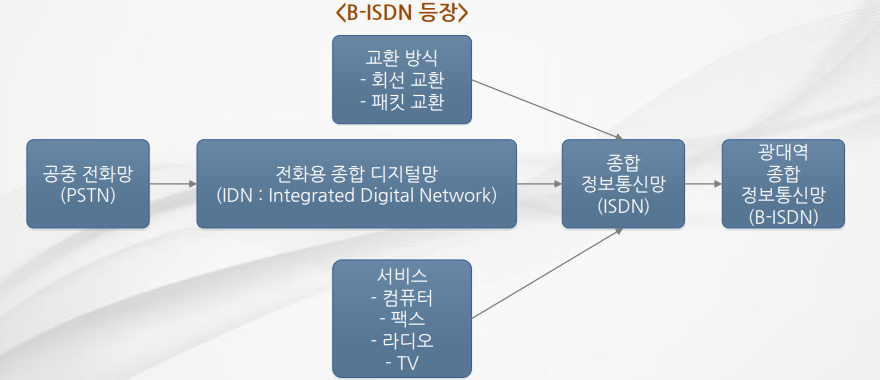 <B-ISDN 등장>
교환 방식
- 회선 교환
- 패킷 교환
공중 전화망
(PSTN)
전화용 종합 디지털망
(IDN : Integrated Digital Network)
종합
정보통신망
(ISDN)
광대역
종합
정보통신망
(B-ISDN)
서비스
- 컴퓨터
- 팩스
- 라디오
- TV